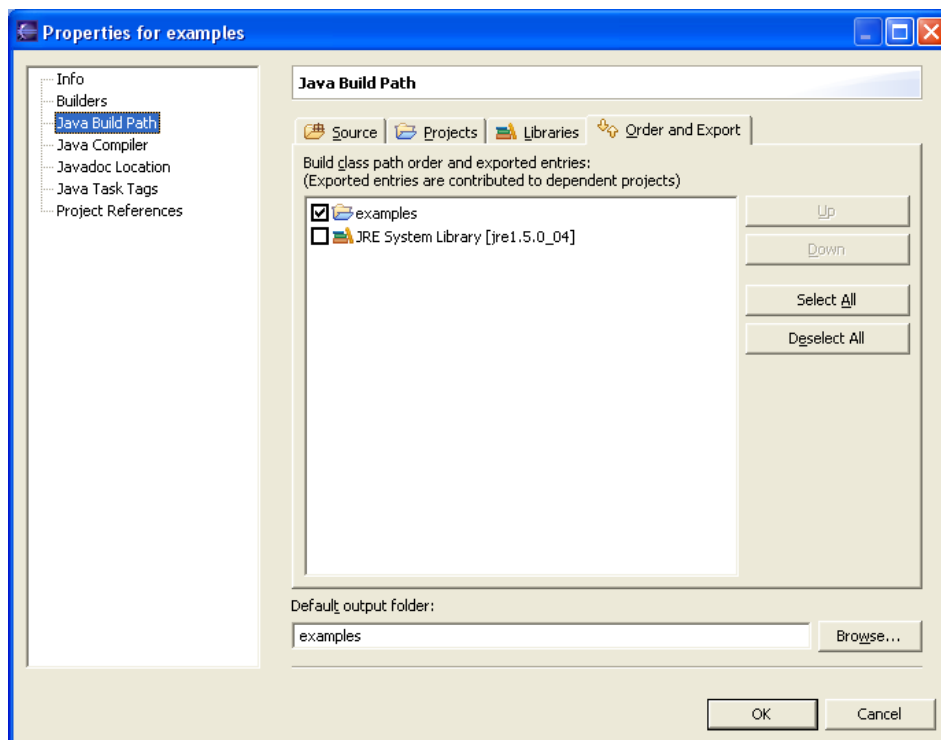 Properties for examples
Info
Builders
Java Build Path
Java Compiler
Javadoc Location
Java Task Tags
Project References
Java Build Path
Source
Projects
Libraries
Order and Export
Build class path order and exported entries:
(Exported entries are contributed to dependent projects)
examples
JRE System Library [jre1.5.0_04]
Up
Down
Select All
Deselect All
Default output folder:
examples
Browse...
OK
Cancel